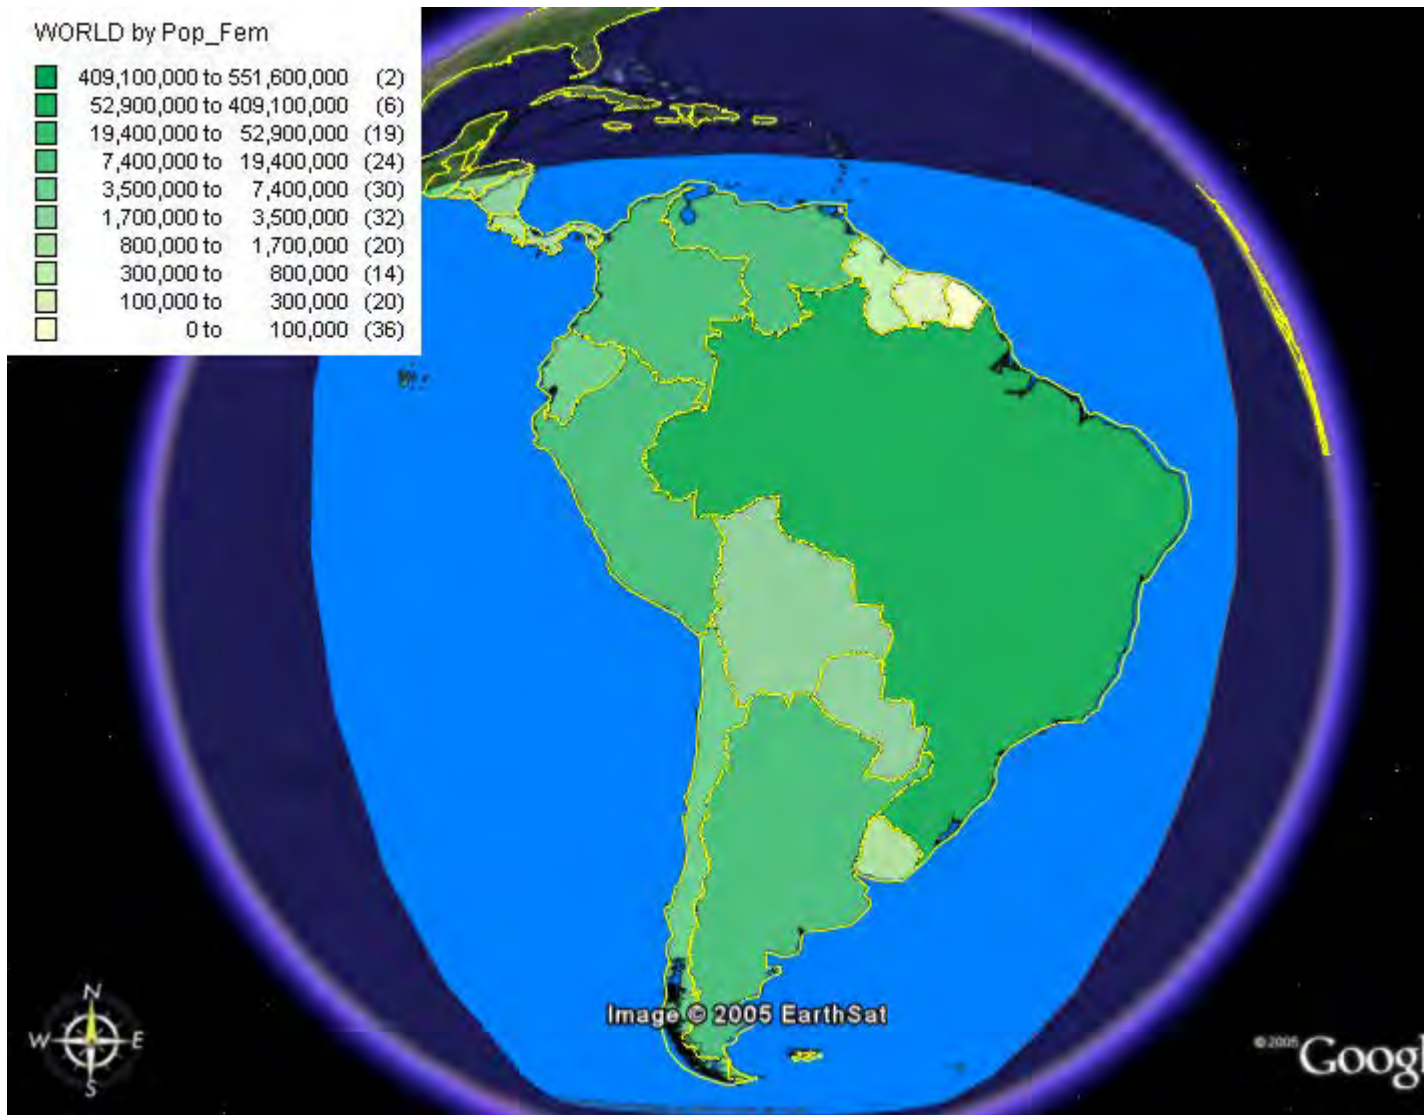 WORLD by Pop_Fem
409,100,000 to 551,600,000 (2)
52,900,000 to 409,100,000 (6)
19,400,000 to 52,900,000 (19)
7,400,000 to 19,400,000 (24)
3,500,000 to 7,400,000 (30)
1,700,000 to 3,500,000 (32)
800,000 to 1,700,000 (20)
300,000 to 800,000 (14)
100,000 to 300,000 (20)
0 to 100,000 (36)
Image © 2005 EarthSat
N
W E
S
© 2005 Googl